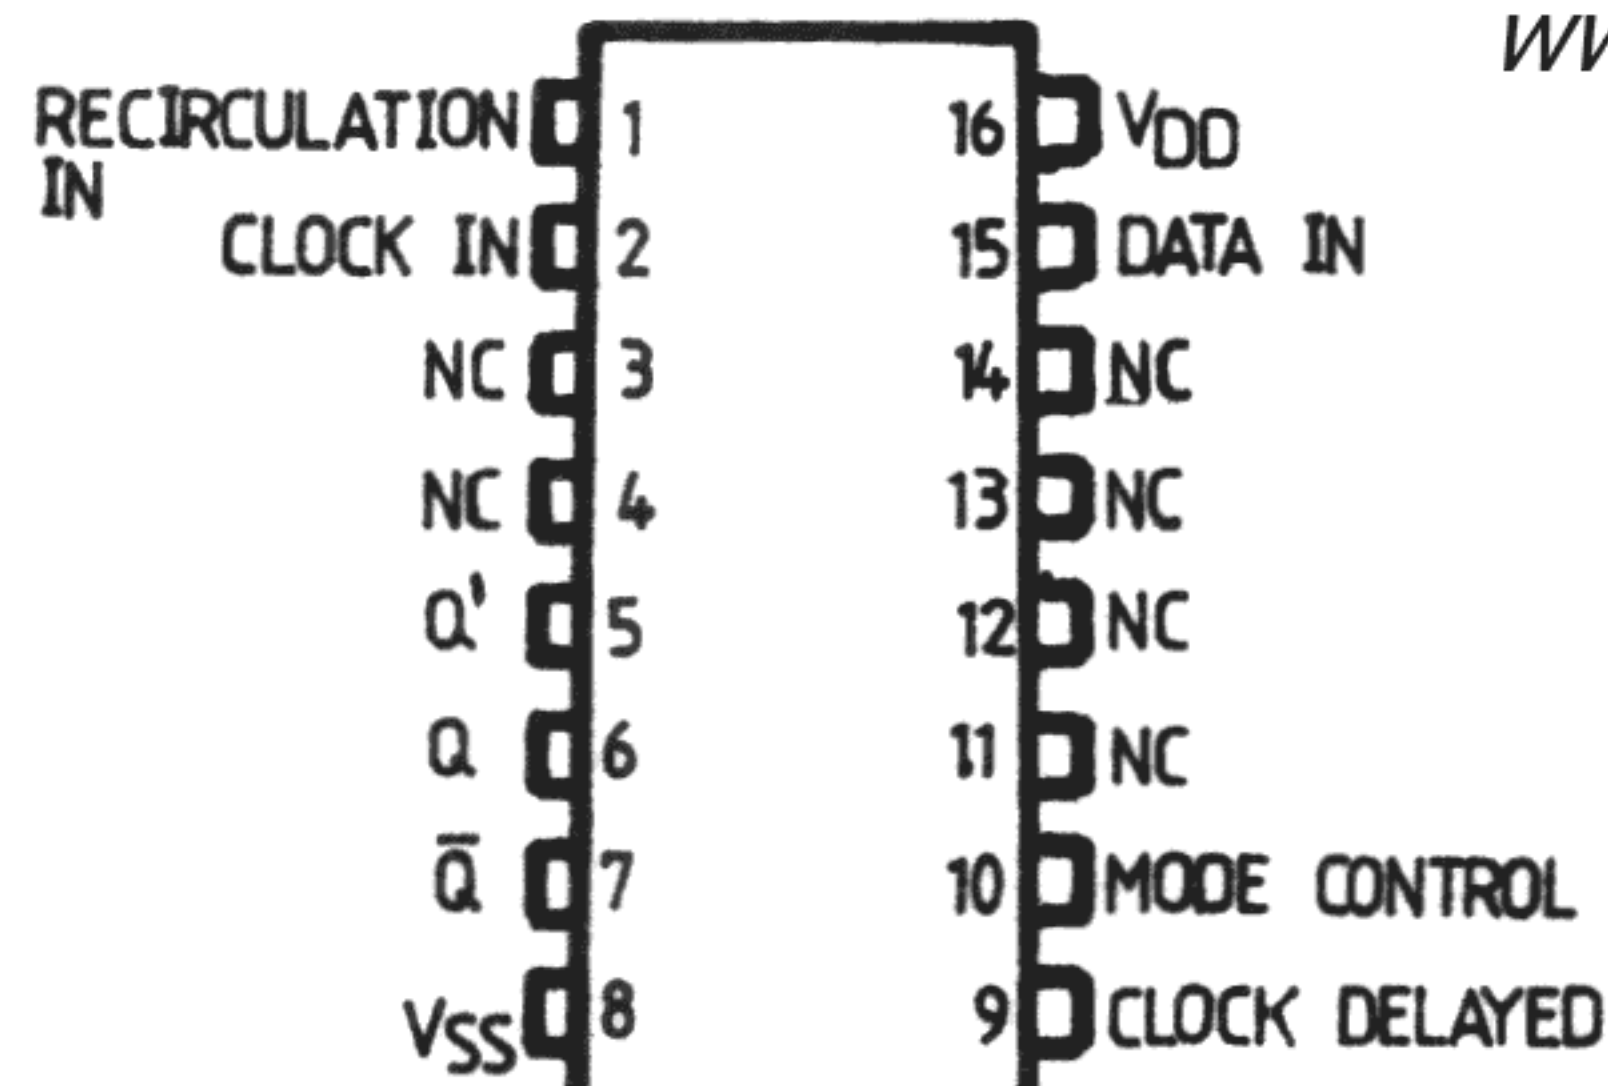 RECIRCULATION 1 16 VDD
IN
CLOCK IN 2 15 DATA IN
NC 3 14 NC
NC 4 13 NC
Q' 5 12 NC
Q 6 11 NC
Q̅ 7 10 MODE CONTROL
VSS 8 9 CLOCK DELAYED